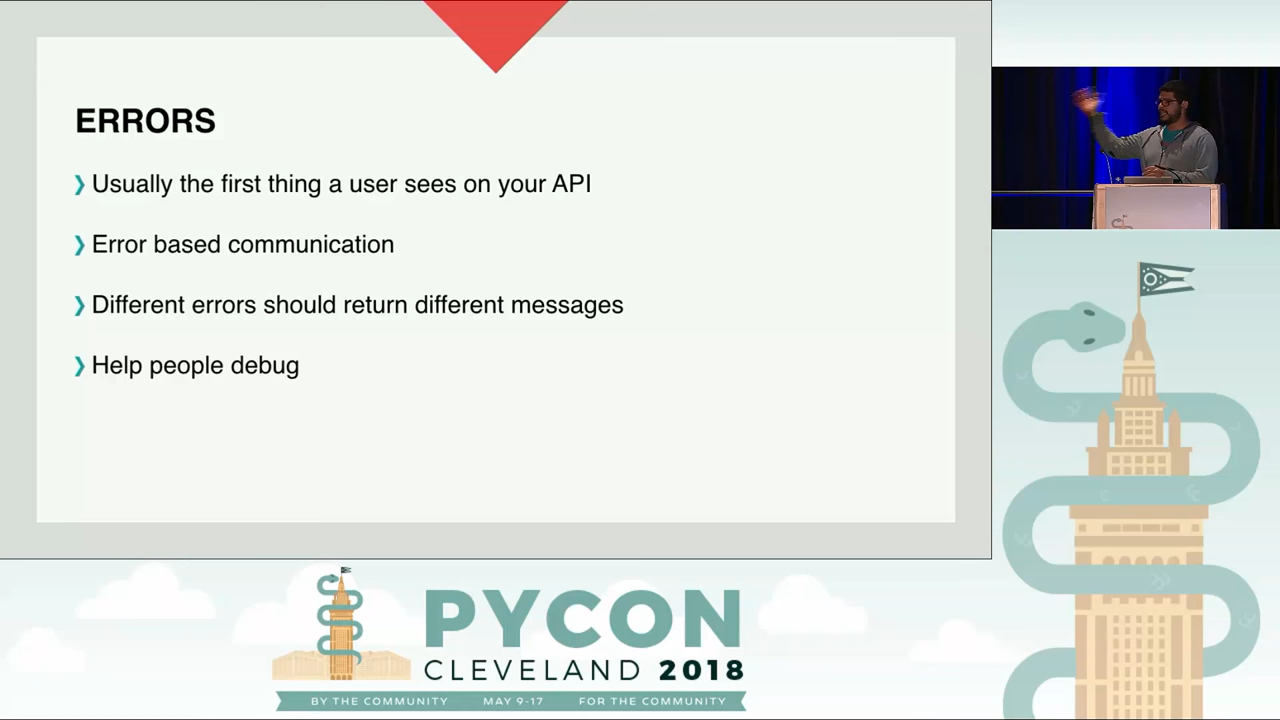 ERRORS
❯ Usually the first thing a user sees on your API
❯ Error based communication
❯ Different errors should return different messages
❯ Help people debug
PYCON
CLEVELAND 2018
BY THE COMMUNITY MAY 9-17 FOR THE COMMUNITY